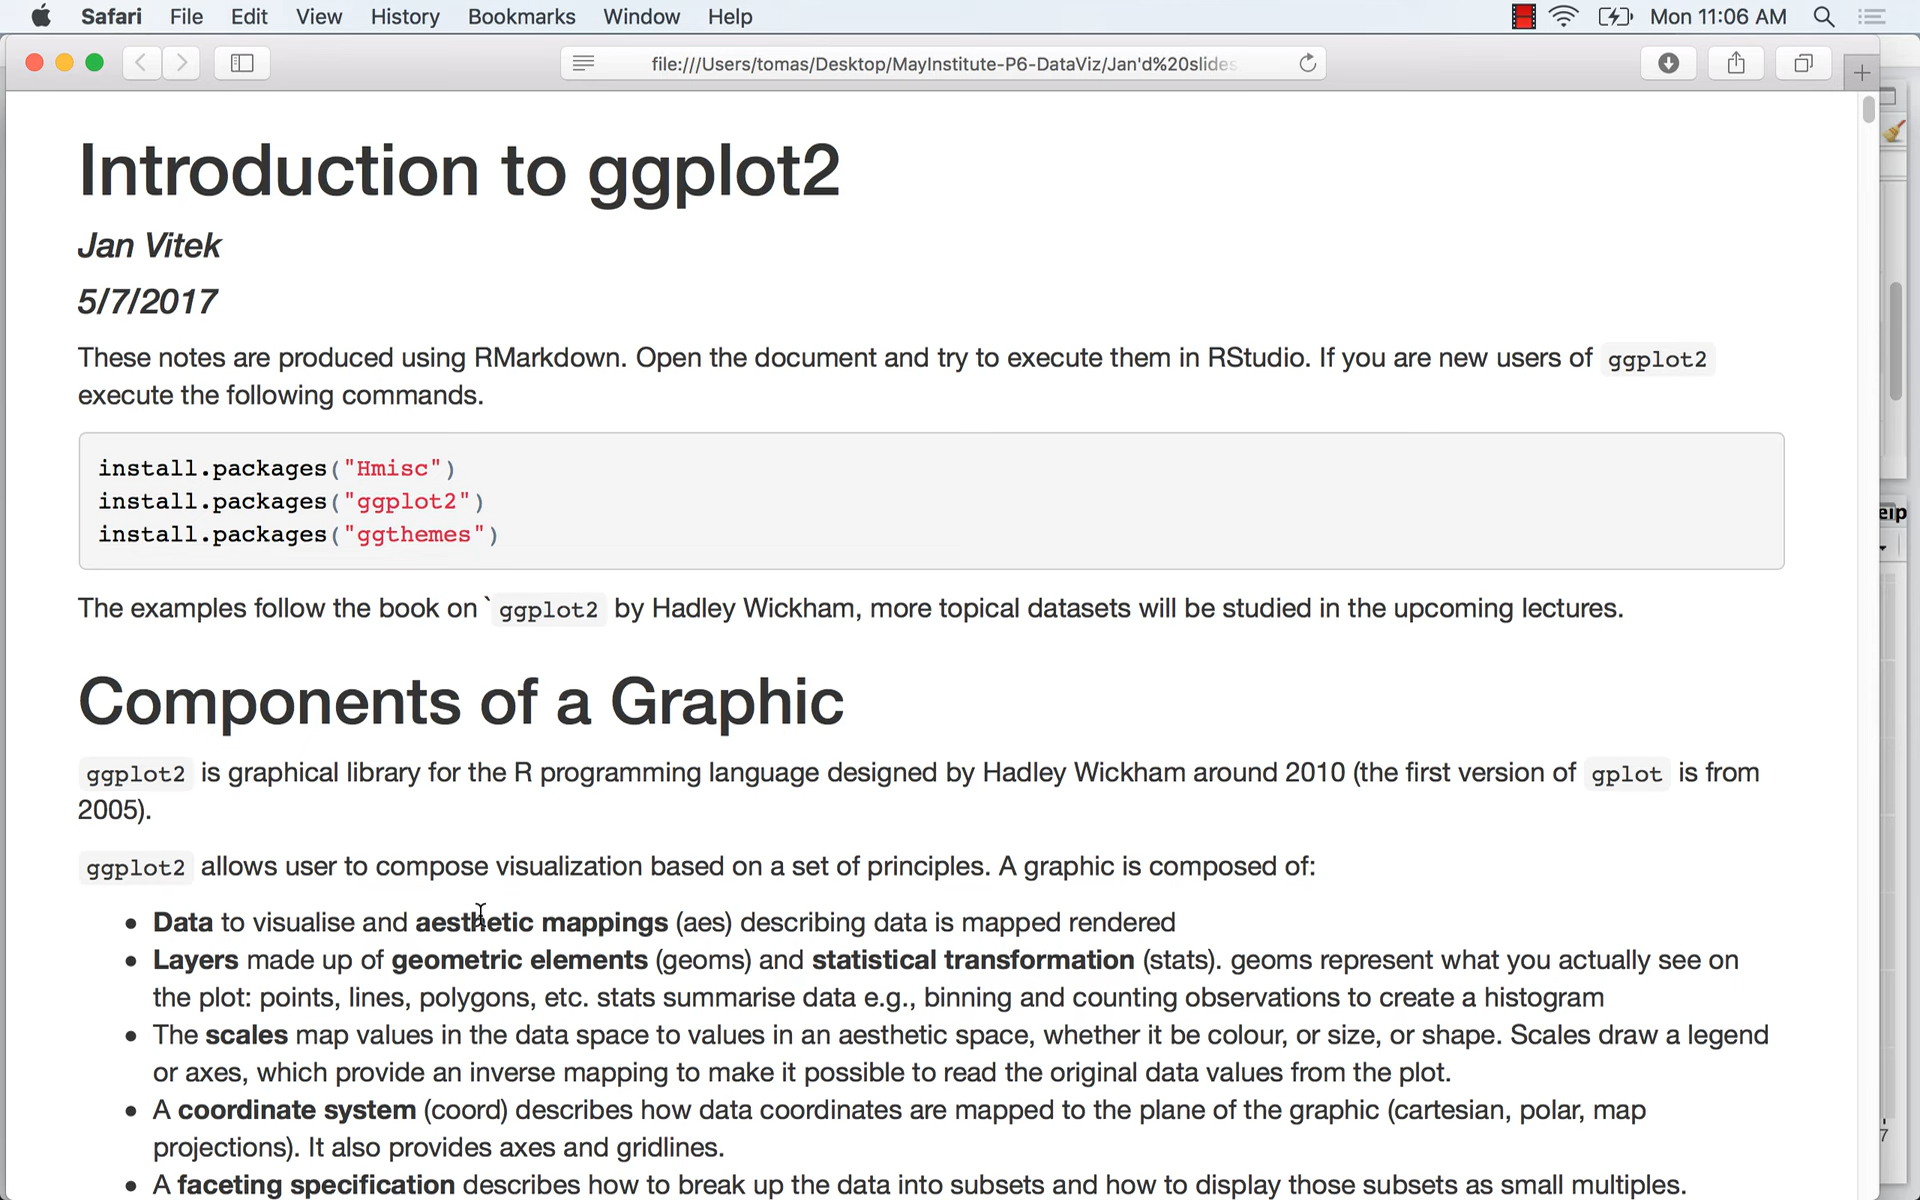 Safari File Edit View History Bookmarks Window Help Mon 11:06 AM
file:///Users/tomas/Desktop/MayInstitute-P6-DataViz/Jan'd%20slides
Introduction to ggplot2
Jan Vitek
5/7/2017
These notes are produced using RMarkdown. Open the document and try to execute them in RStudio. If you are new users of ggplot2
execute the following commands.
install.packages("Hmisc")
install.packages("ggplot2")
install.packages("ggthemes")
The examples follow the book on `ggplot2 by Hadley Wickham, more topical datasets will be studied in the upcoming lectures.
Components of a Graphic
ggplot2 is graphical library for the R programming language designed by Hadley Wickham around 2010 (the first version of gplot is from
2005).
ggplot2 allows user to compose visualization based on a set of principles. A graphic is composed of:
• Data to visualise and aesthetic mappings (aes) describing data is mapped rendered
• Layers made up of geometric elements (geoms) and statistical transformation (stats). geoms represent what you actually see on
the plot: points, lines, polygons, etc. stats summarise data e.g., binning and counting observations to create a histogram
• The scales map values in the data space to values in an aesthetic space, whether it be colour, or size, or shape. Scales draw a legend
or axes, which provide an inverse mapping to make it possible to read the original data values from the plot.
• A coordinate system (coord) describes how data coordinates are mapped to the plane of the graphic (cartesian, polar, map
projections). It also provides axes and gridlines.
• A faceting specification describes how to break up the data into subsets and how to display those subsets as small multiples.